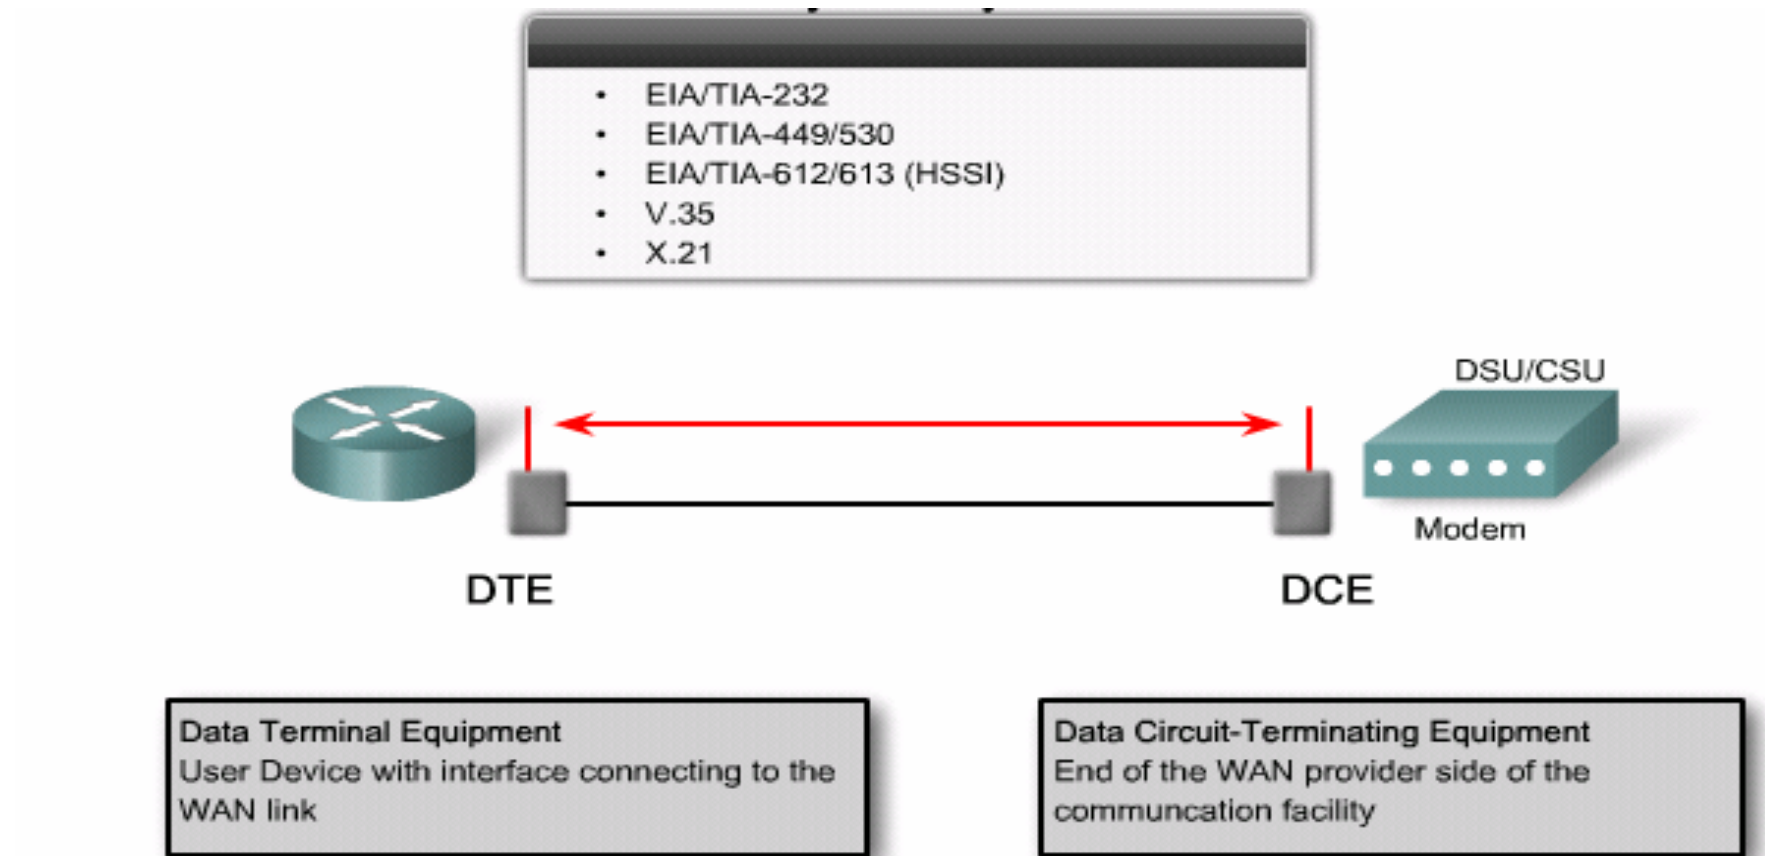 • EIA/TIA-232
• EIA/TIA-449/530
• EIA/TIA-612/613 (HSSI)
• V.35
• X.21
DSU/CSU
Modem
DTE
DCE
Data Terminal Equipment
User Device with interface connecting to the
WAN link
Data Circuit-Terminating Equipment
End of the WAN provider side of the
communcation facility